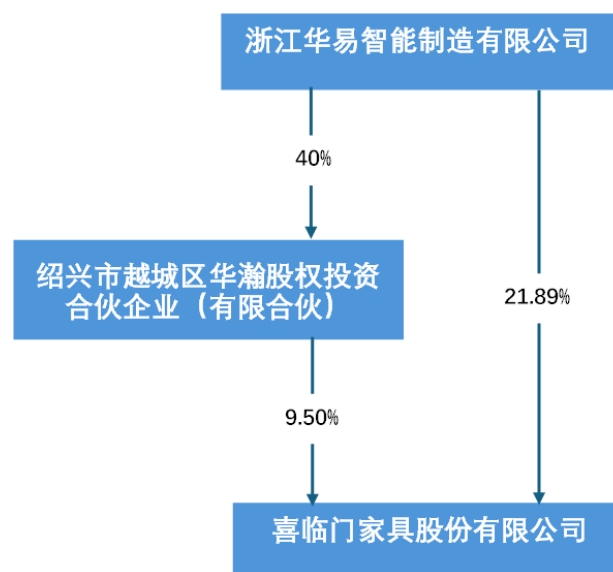 浙江华易智能制造有限公司
40%
绍兴市越城区华瀚股权投资
合伙企业（有限合伙）
21.89%
9.50%
喜临门家具股份有限公司